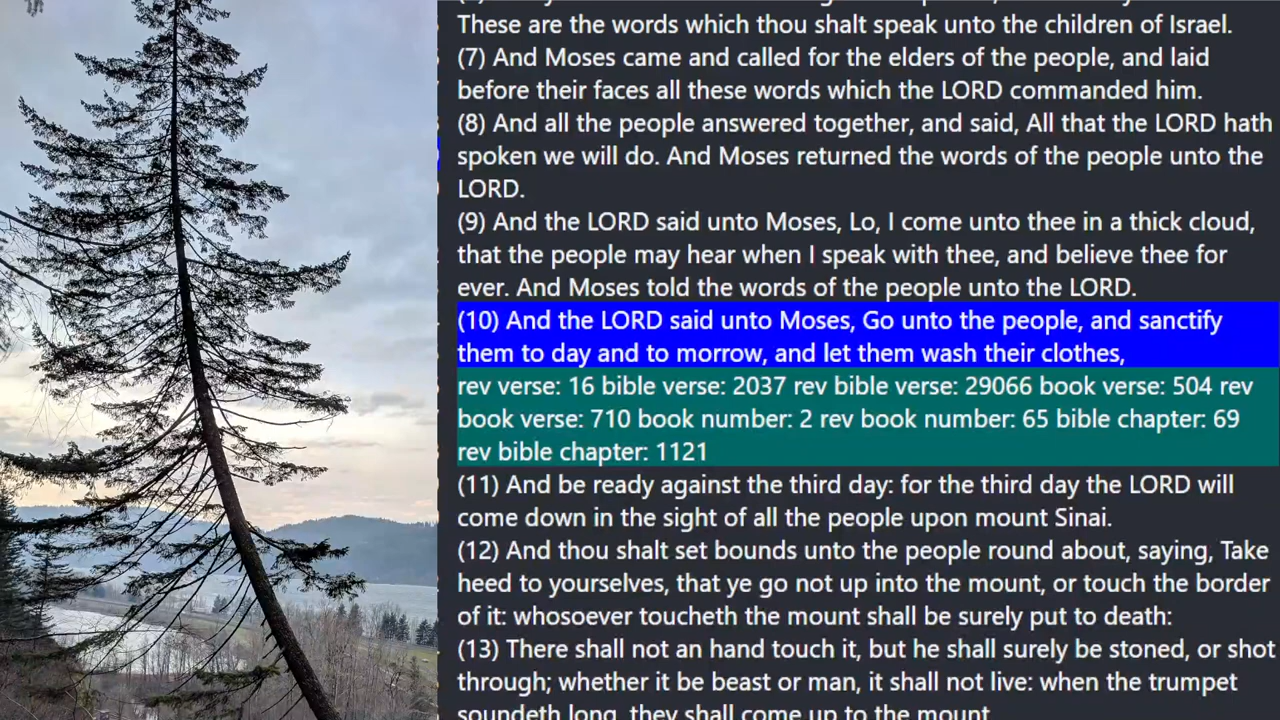 These are the words which thou shalt speak unto the children of Israel.
(7) And Moses came and called for the elders of the people, and laid
before their faces all these words which the LORD commanded him.
(8) And all the people answered together, and said, All that the LORD hath
spoken we will do. And Moses returned the words of the people unto the
LORD.
(9) And the LORD said unto Moses, Lo, I come unto thee in a thick cloud,
that the people may hear when I speak with thee, and believe thee for
ever. And Moses told the words of the people unto the LORD.
(10) And the LORD said unto Moses, Go unto the people, and sanctify
them to day and to morrow, and let them wash their clothes,
rev verse: 16 bible verse: 2037 rev bible verse: 29066 book verse: 504 rev
book verse: 710 book number: 2 rev book number: 65 bible chapter: 69
rev bible chapter: 1121
(11) And be ready against the third day: for the third day the LORD will
come down in the sight of all the people upon mount Sinai.
(12) And thou shalt set bounds unto the people round about, saying, Take
heed to yourselves, that ye go not up into the mount, or touch the border
of it: whosoever toucheth the mount shall be surely put to death:
(13) There shall not an hand touch it, but he shall surely be stoned, or shot
through; whether it be beast or man, it shall not live: when the trumpet
soundeth long, they shall come up to the mount.